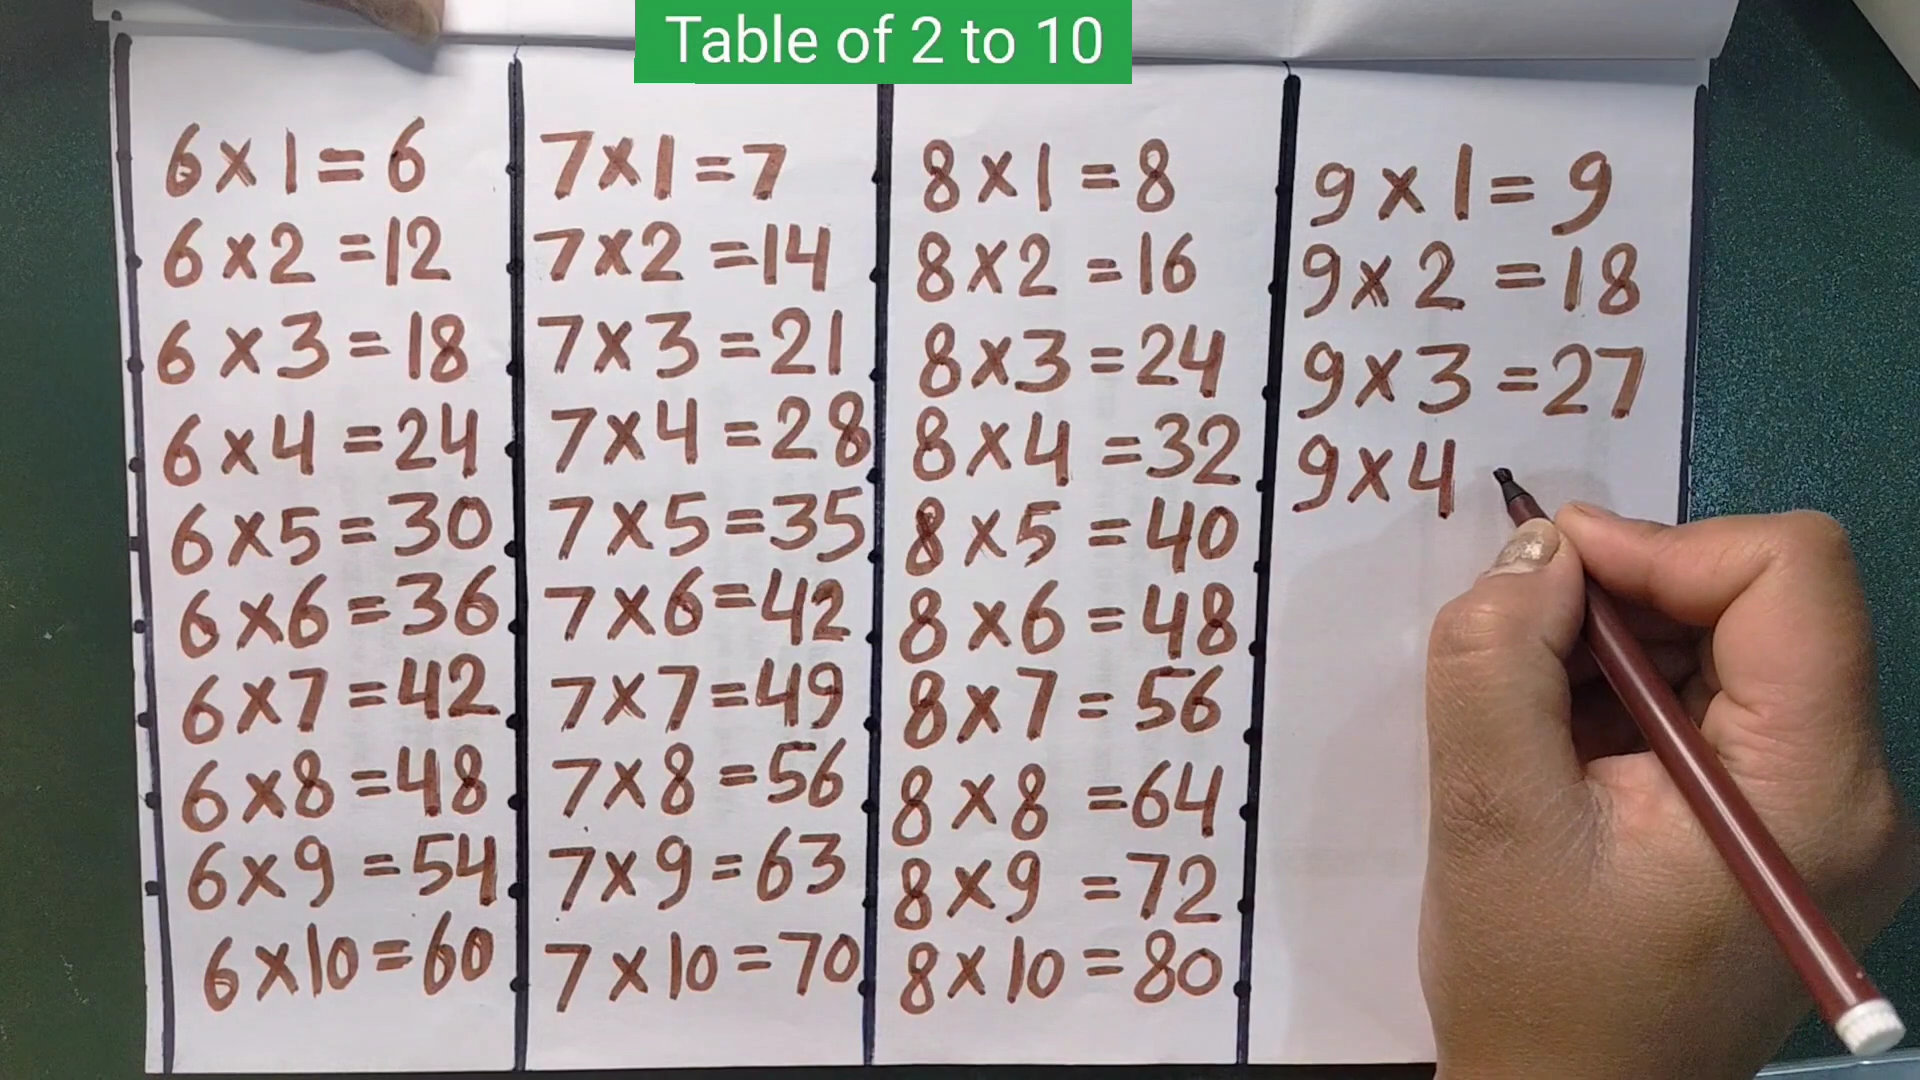 Table of 2 to 10
6 x 1 = 6
6 x 2 = 12
6 x 3 = 18
6 x 4 = 24
6 x 5 = 30
6 x 6 = 36
6 x 7 = 42
6 x 8 = 48
6 x 9 = 54
6 x 10 = 60
7 x 1 = 7
7 x 2 = 14
7 x 3 = 21
7 x 4 = 28
7 x 5 = 35
7 x 6 = 42
7 x 7 = 49
7 x 8 = 56
7 x 9 = 63
7 x 10 = 70
8 x 1 = 8
8 x 2 = 16
8 x 3 = 24
8 x 4 = 32
8 x 5 = 40
8 x 6 = 48
8 x 7 = 56
8 x 8 = 64
8 x 9 = 72
8 x 10 = 80
9 x 1 = 9
9 x 2 = 18
9 x 3 = 27
9 x 4